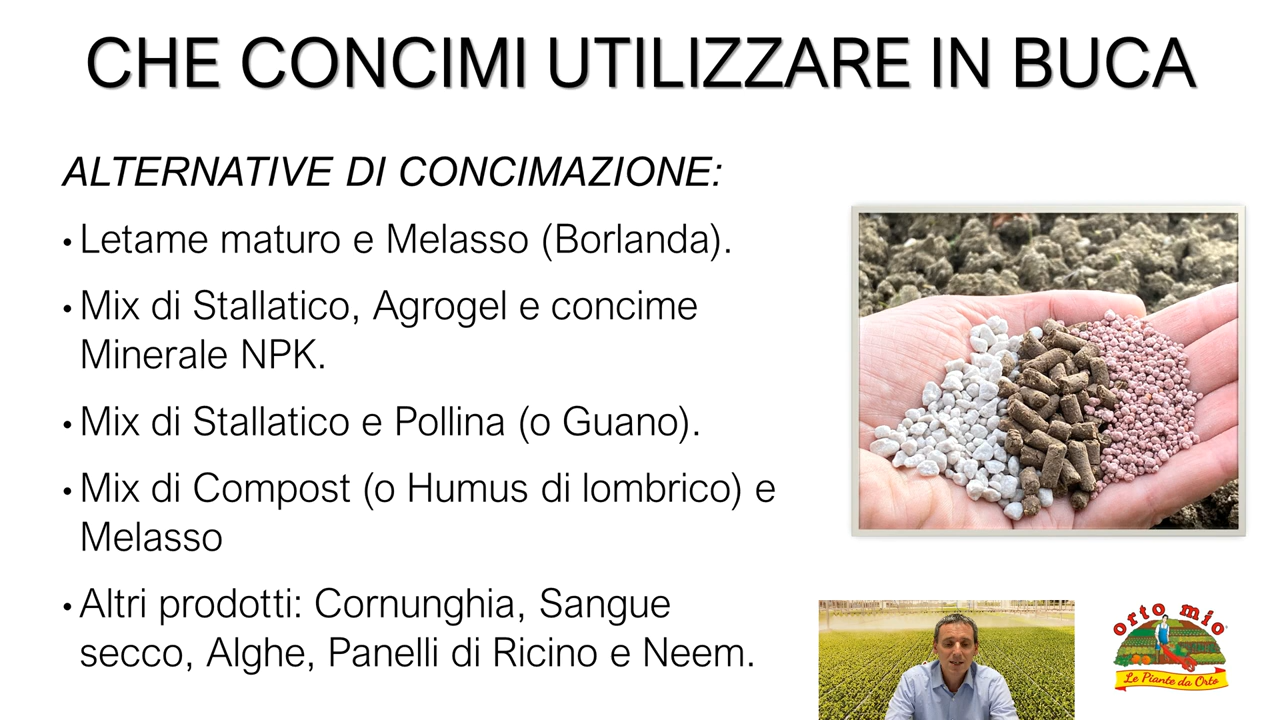 CHE CONCIMI UTILIZZARE IN BUCA
ALTERNATIVE DI CONCIMAZIONE:
• Letame maturo e Melasso (Borlanda).
• Mix di Stallatico, Agrogel e concime
Minerale NPK.
• Mix di Stallatico e Pollina (o Guano).
• Mix di Compost (o Humus di lombrico) e
Melasso
• Altri prodotti: Cornunghia, Sangue
secco, Alghe, Panelli di Ricino e Neem.
orto mio
Le Piante da Orto